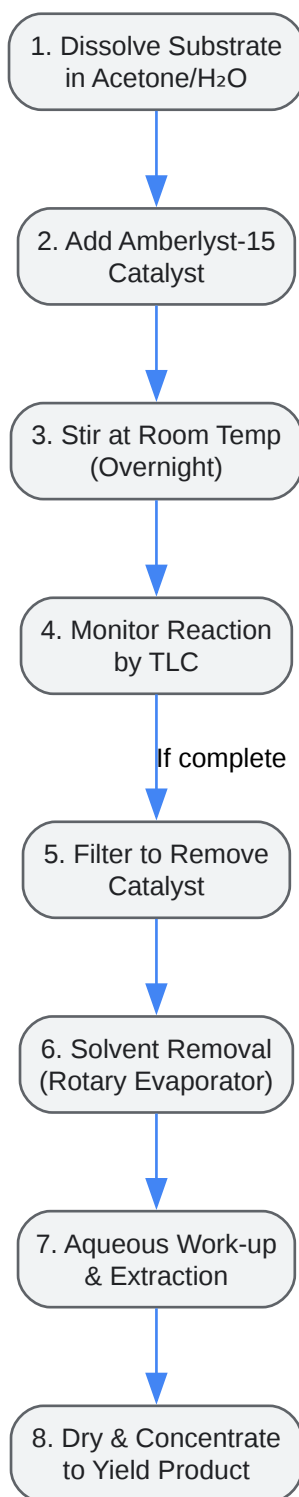 1. Dissolve Substrate
in Acetone/H₂O
2. Add Amberlyst-15
Catalyst
3. Stir at Room Temp
(Overnight)
4. Monitor Reaction
by TLC
If complete
5. Filter to Remove
Catalyst
6. Solvent Removal
(Rotary Evaporator)
7. Aqueous Work-up
& Extraction
8. Dry & Concentrate
to Yield Product